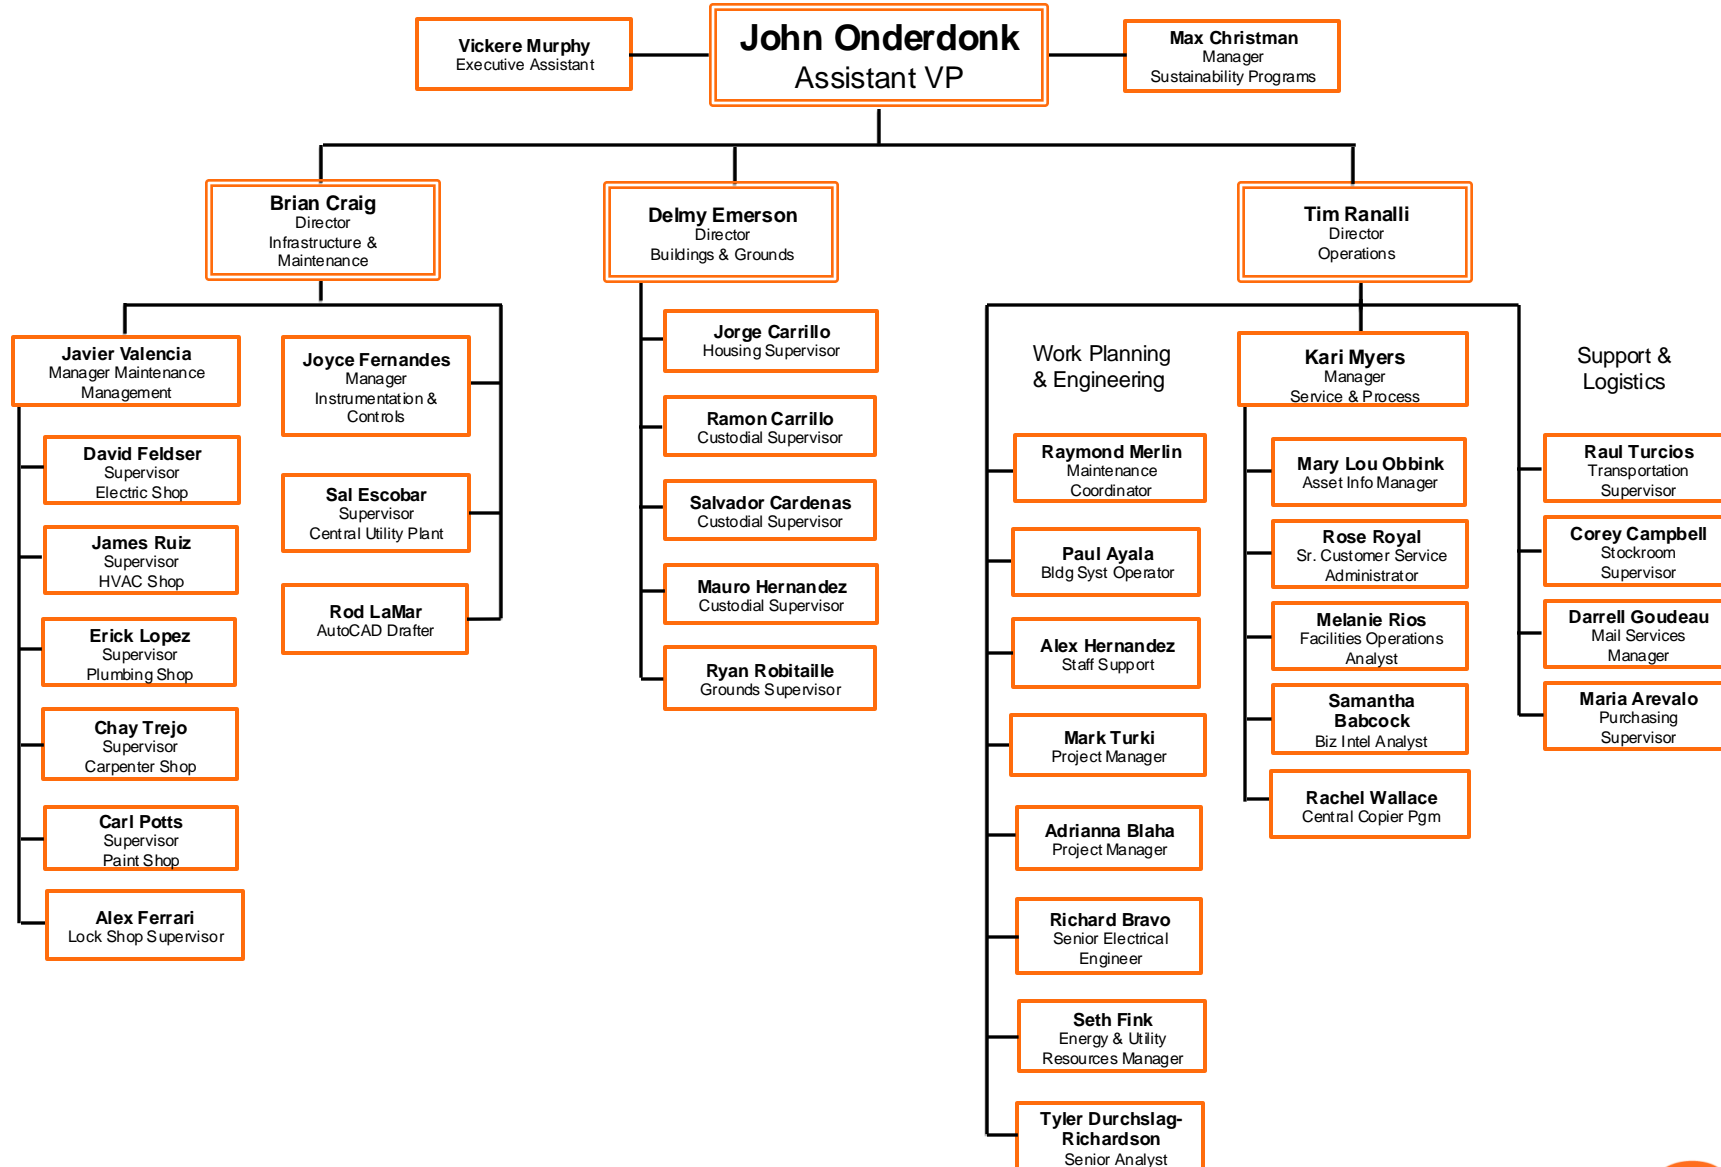 Vickere Murphy
Executive Assistant
John Onderdonk
Assistant VP
Max Christman
Manager
Sustainability Programs
Brian Craig
Director
Infrastructure &
Maintenance
Delmy Emerson
Director
Buildings & Grounds
Tim Ranalli
Director
Operations
Javier Valencia
Manager Maintenance
Management
David Feldser
Supervisor
Electric Shop
James Ruiz
Supervisor
HVAC Shop
Erick Lopez
Supervisor
Plumbing Shop
Chay Trejo
Supervisor
Carpenter Shop
Carl Potts
Supervisor
Paint Shop
Alex Ferrari
Lock Shop Supervisor
Joyce Fernandes
Manager
Instrumentation &
Controls
Sal Escobar
Supervisor
Central Utility Plant
Rod LaMar
AutoCAD Drafter
Jorge Carrillo
Housing Supervisor
Ramon Carrillo
Custodial Supervisor
Salvador Cardenas
Custodial Supervisor
Mauro Hernandez
Custodial Supervisor
Ryan Robitaille
Grounds Supervisor
Work Planning
& Engineering
Raymond Merlin
Maintenance
Coordinator
Paul Ayala
Bldg Syst Operator
Alex Hernandez
Staff Support
Mark Turki
Project Manager
Adrianna Blaha
Project Manager
Richard Bravo
Senior Electrical
Engineer
Seth Fink
Energy & Utility
Resources Manager
Tyler Durchslag-
Richardson
Senior Analyst
Kari Myers
Manager
Service & Process
Mary Lou Obbink
Asset Info Manager
Rose Royal
Sr. Customer Service
Administrator
Melanie Rios
Facilities Operations
Analyst
Samantha
Babcock
Biz Intel Analyst
Rachel Wallace
Central Copier Pgm
Support &
Logistics
Raul Turcios
Transportation
Supervisor
Corey Campbell
Stockroom
Supervisor
Darrell Goudeau
Mail Services
Manager
Maria Arevalo
Purchasing
Supervisor